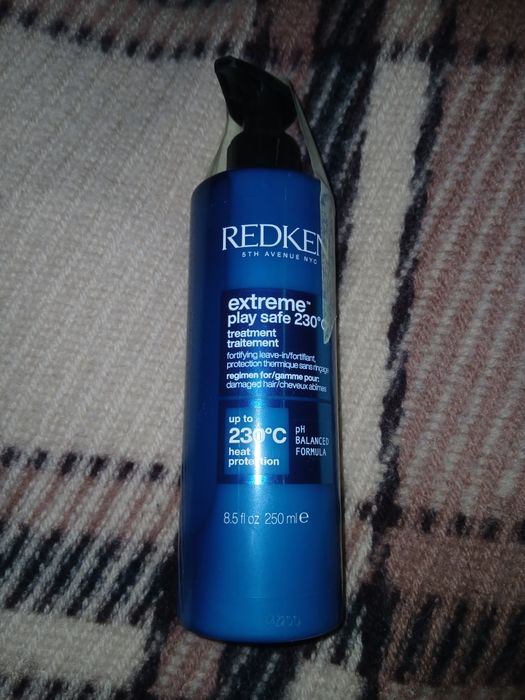 REDKEN
5TH AVENUE NYC
extreme™
play safe 230°C
treatment
traitement
fortifying leave-in/fortifiant,
protection thermique sans rinçage
regimen for/gamme pour:
damaged hair/cheveux abîmés
up to
230°C
heat
protection
pH
BALANCED
FORMULA
8.5 fl oz 250 ml e